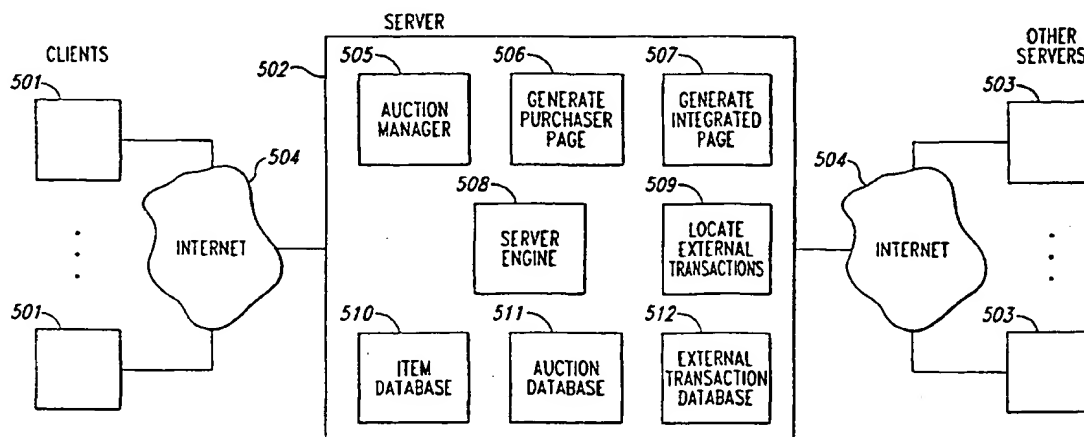 SERVER
CLIENTS
OTHER
SERVERS
501
502
505
506
507
503
AUCTION
MANAGER
GENERATE
PURCHASER
PAGE
GENERATE
INTEGRATED
PAGE
504
INTERNET
508
SERVER
ENGINE
509
LOCATE
EXTERNAL
TRANSACTIONS
504
INTERNET
501
510
ITEM
DATABASE
511
AUCTION
DATABASE
512
EXTERNAL
TRANSACTION
DATABASE
503